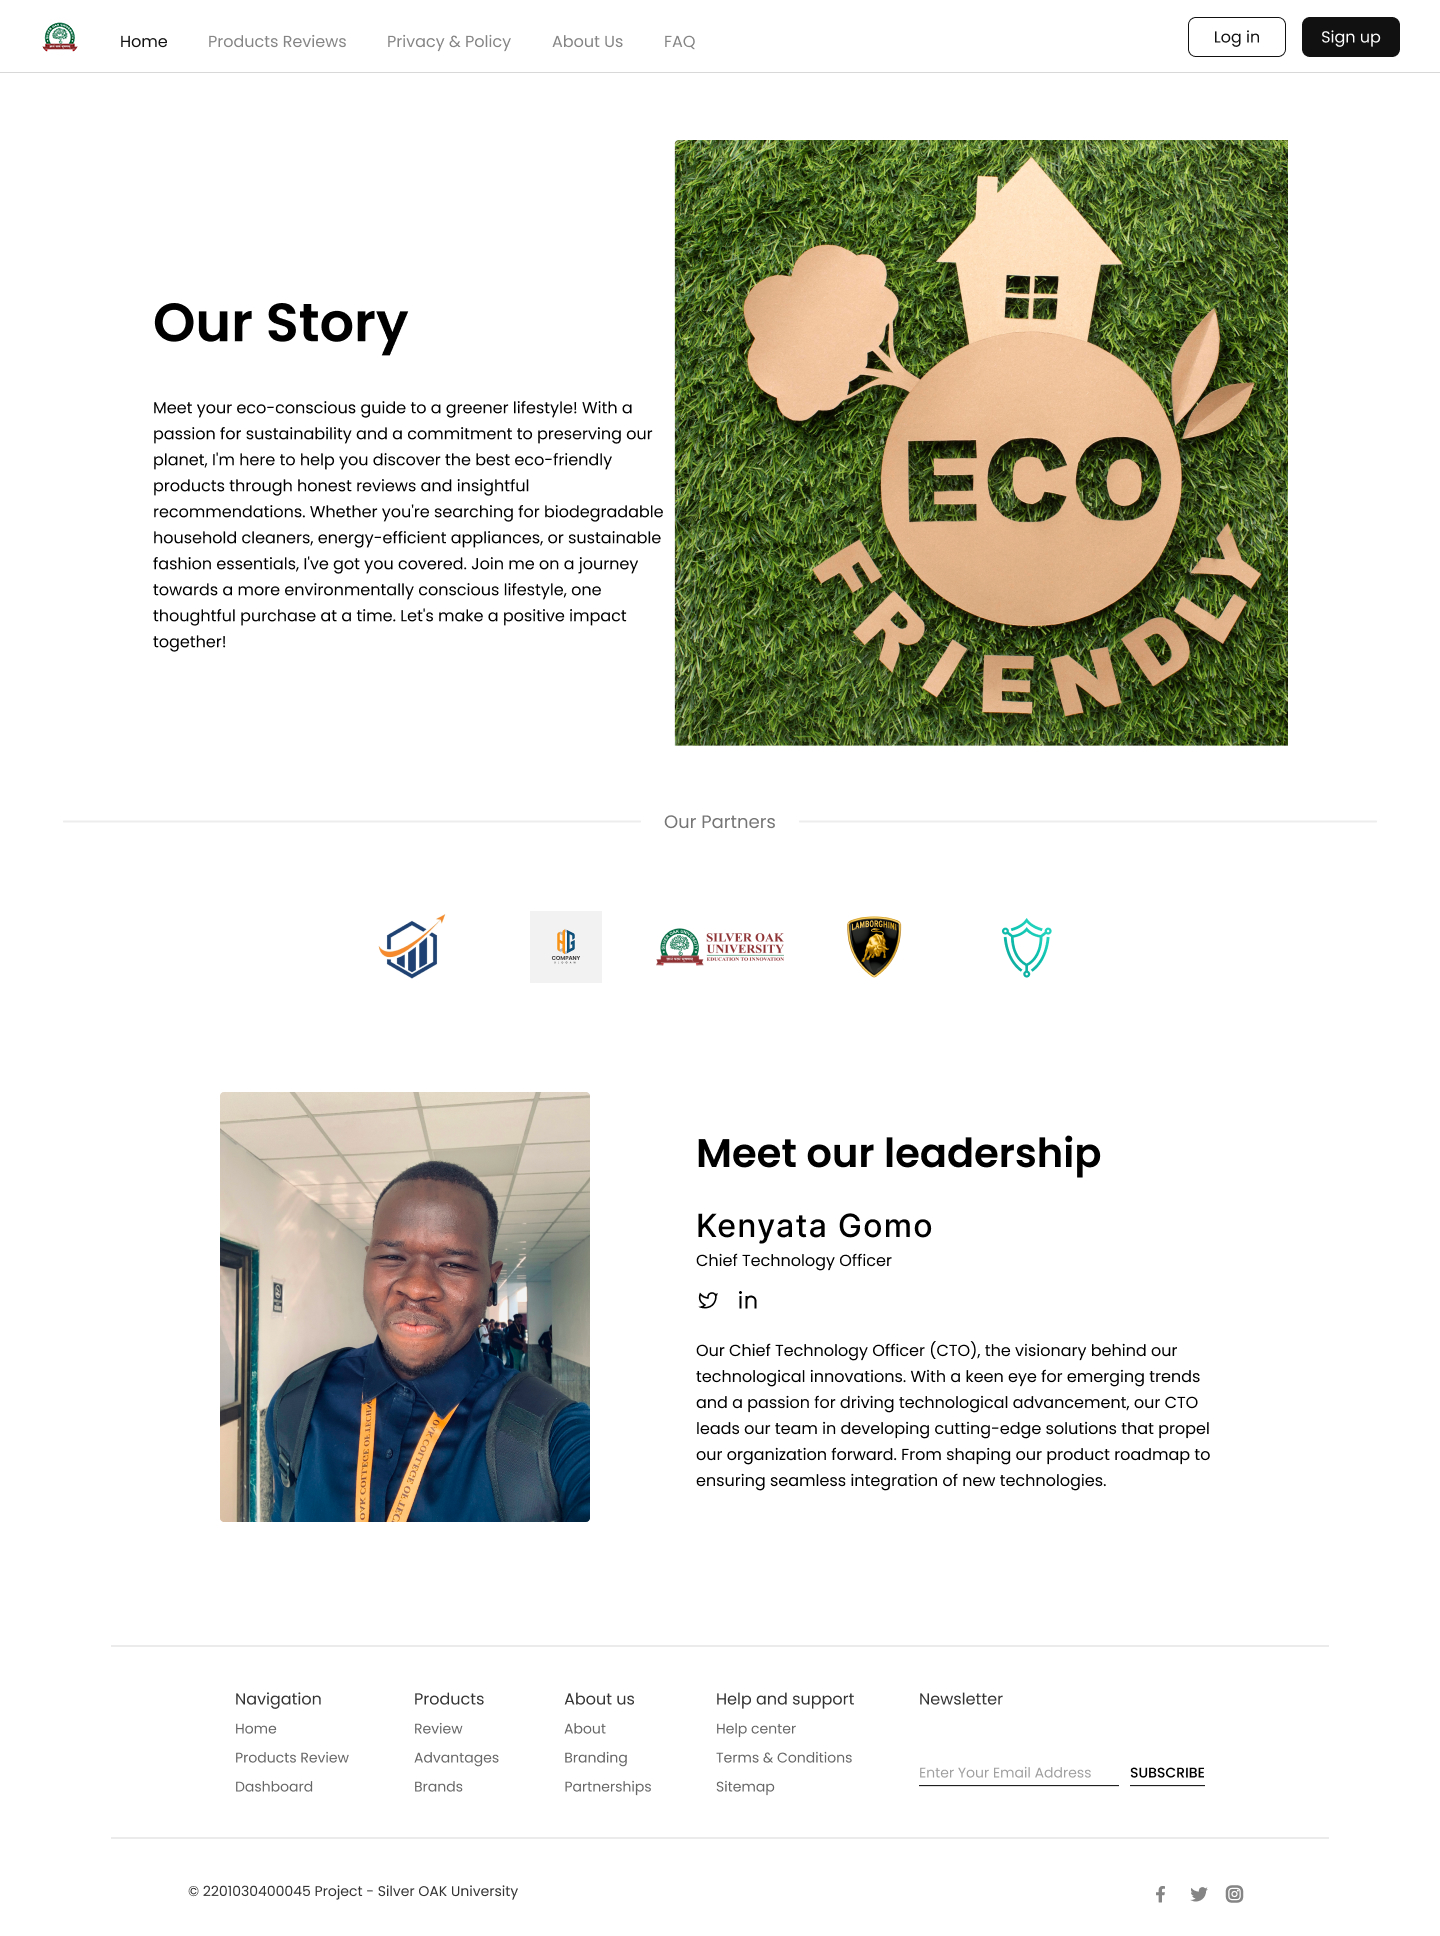 Home
Products Reviews
Privacy & Policy
About Us
FAQ
Log in
Sign up
Our Story
Meet your eco-conscious guide to a greener lifestyle! With a
passion for sustainability and a commitment to preserving our
planet, I'm here to help you discover the best eco-friendly
products through honest reviews and insightful
recommendations. Whether you're searching for biodegradable
household cleaners, energy-efficient appliances, or sustainable
fashion essentials, I've got you covered. Join me on a journey
towards a more environmentally conscious lifestyle, one
thoughtful purchase at a time. Let's make a positive impact
together!
ECO
FRIENDLY
Our Partners
COMPANY
SILVER OAK
UNIVERSITY
EDUCATION TO INNOVATION
LAMBORGHINI
Meet our leadership
Kenyata Gomo
Chief Technology Officer
in
Our Chief Technology Officer (CTO), the visionary behind our
technological innovations. With a keen eye for emerging trends
and a passion for driving technological advancement, our CTO
leads our team in developing cutting-edge solutions that propel
our organization forward. From shaping our product roadmap to
ensuring seamless integration of new technologies.
Navigation
Home
Products Review
Dashboard
Products
Review
Advantages
Brands
About us
About
Branding
Partnerships
Help and support
Help center
Terms & Conditions
Sitemap
Newsletter
Enter Your Email Address
SUBSCRIBE
© 2201030400045 Project - Silver OAK University